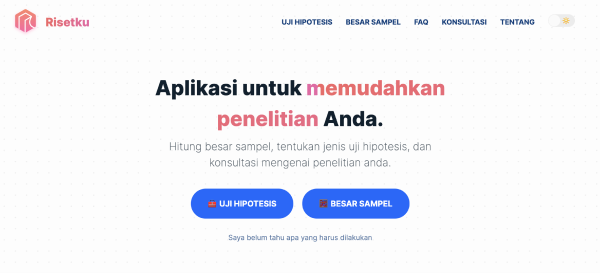 Risetku
UJI HIPOTESIS BESAR SAMPEL FAQ KONSULTASI TENTANG
Aplikasi untuk memudahkan
penelitian Anda.
Hitung besar sampel, tentukan jenis uji hipotesis, dan
konsultasi mengenai penelitian anda.
UJI HIPOTESIS BESAR SAMPEL
Saya belum tahu apa yang harus dilakukan